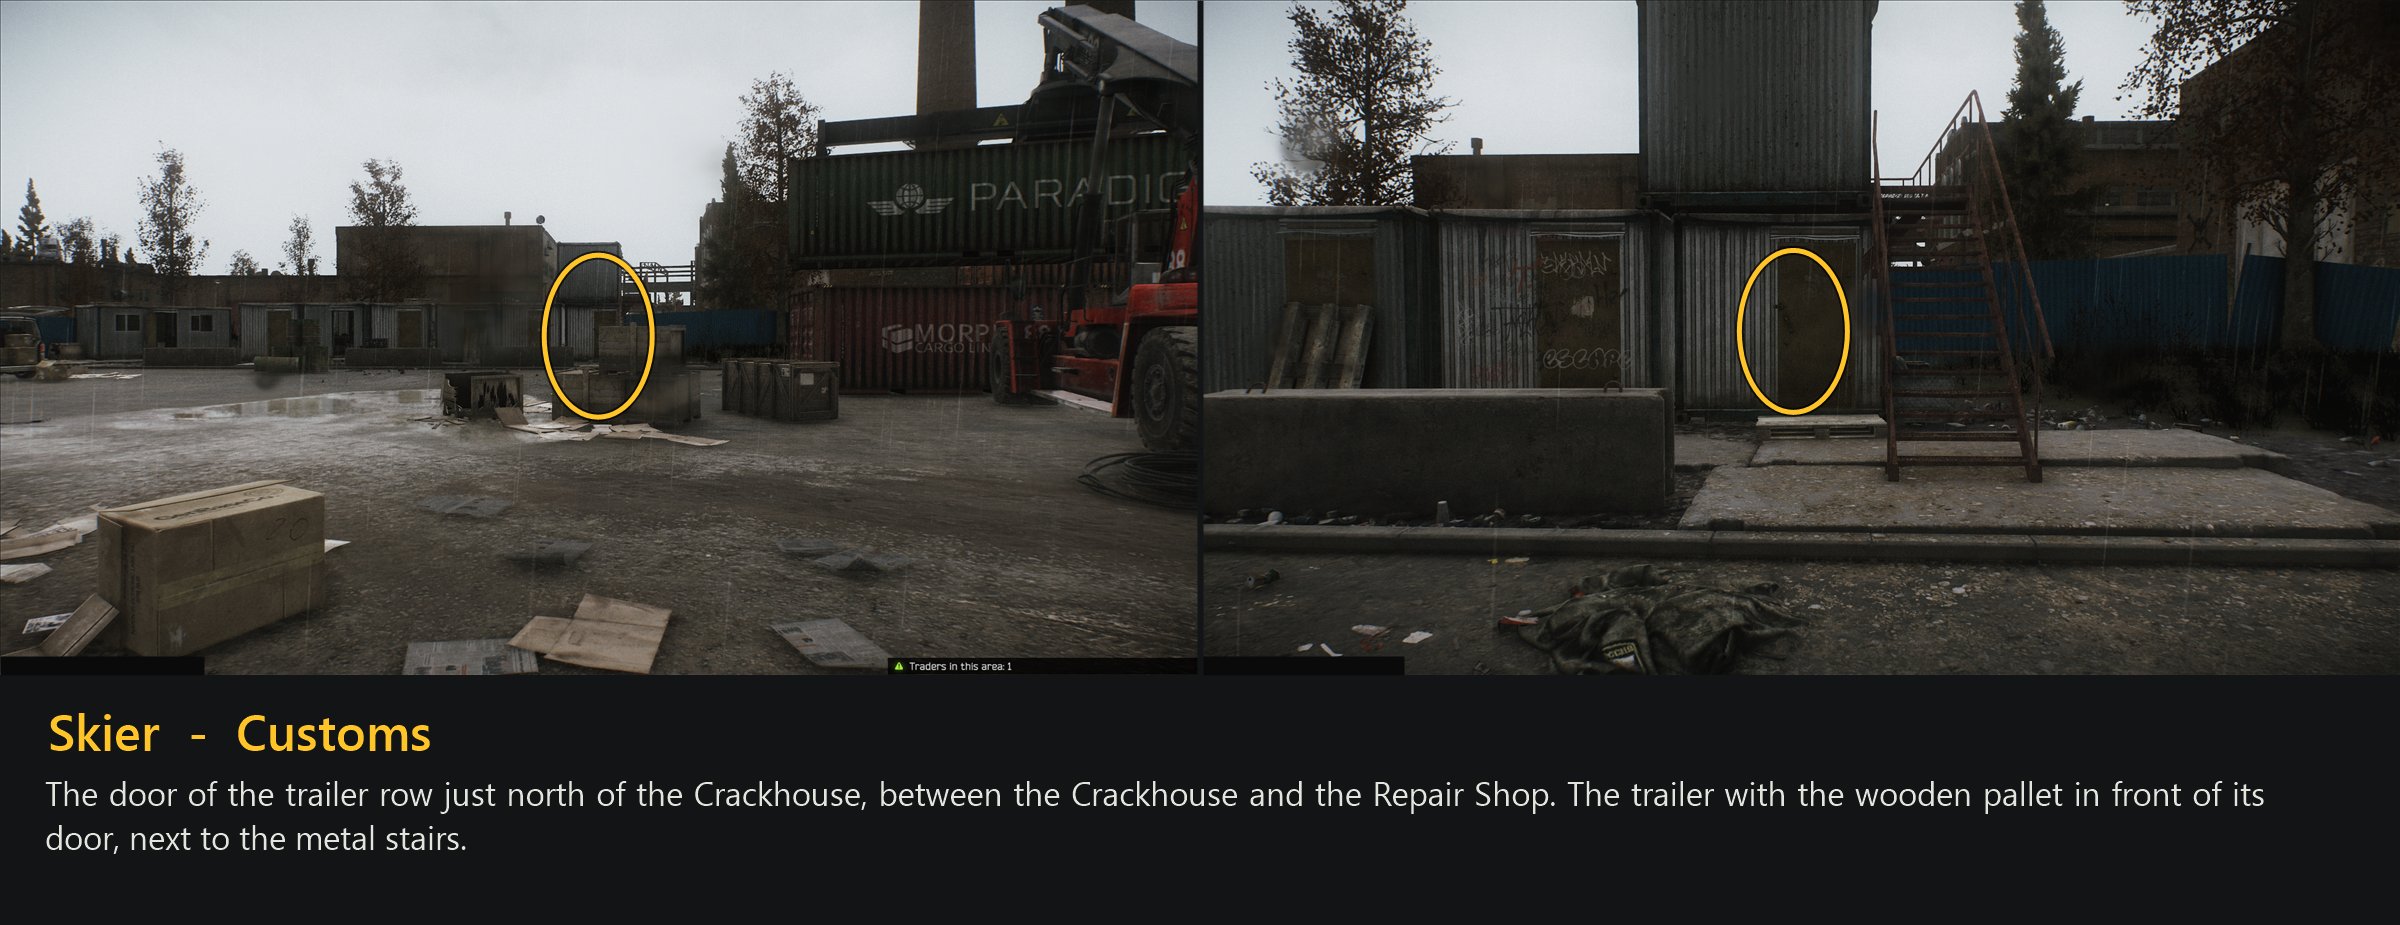 PARADIG
MORP
CARGO LIN
20
ESCAPE
Traders in this area: 1
Skier - Customs
The door of the trailer row just north of the Crackhouse, between the Crackhouse and the Repair Shop. The trailer with the wooden pallet in front of its
door, next to the metal stairs.